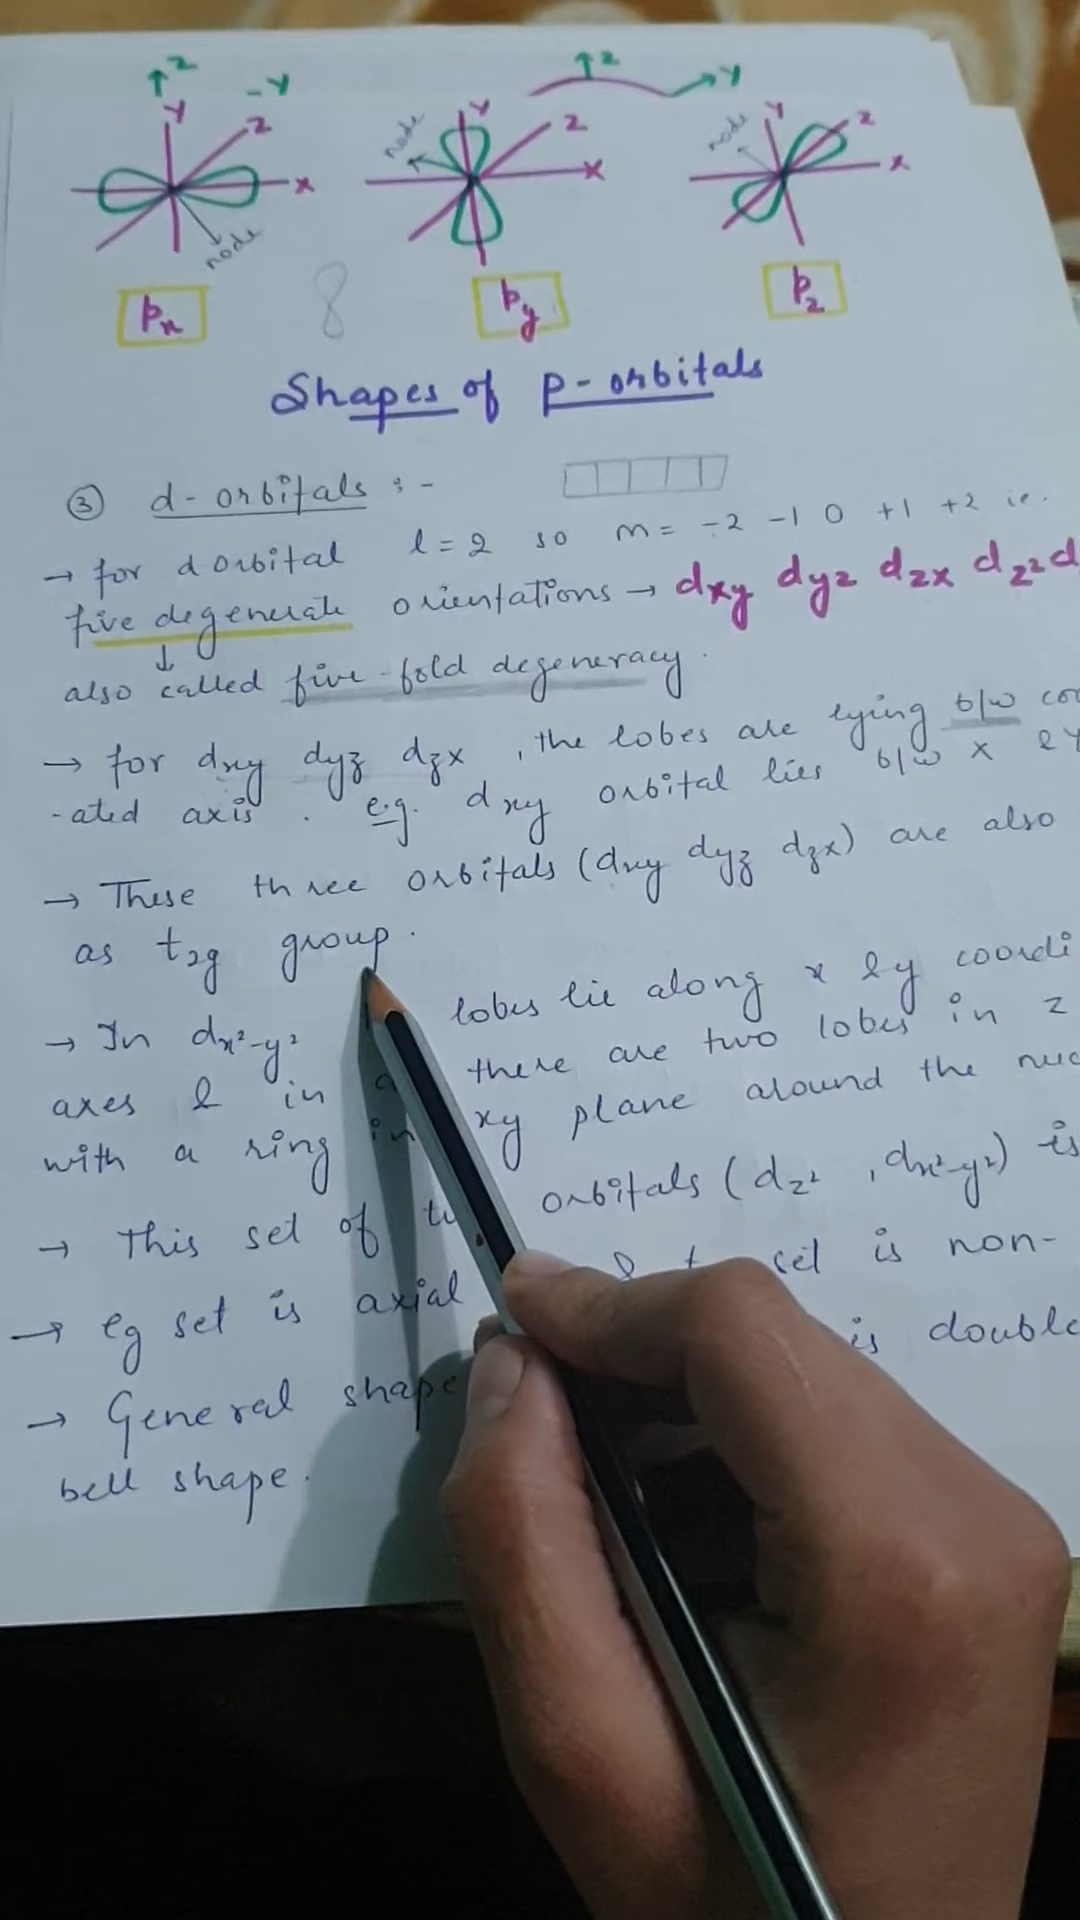 ↑z -y ↑z → y
y z x y z x y z x
node node node
px py pz
8
Shapes of p-orbitals
③ d-orbitals :-
→ for d orbital l = 2 so m = -2 -1 0 +1 +2 ie.
five degenerate orientations → dxy dyz dzx dz² d
↓
also called five-fold degeneracy.
→ for dxy dyz dzx , the lobes are lying b/w
-ated axis . e.g. dxy orbital lies b/w x & y
→ These three orbitals (dxy dyz dzx) are also
as t₂g group.
→ In dx²-y² lobes lie along x & y coordi
axes & in there are two lobes in z
with a ring in xy plane around the nuc
→ This set of orbitals (dz² , dx²-y²) is
→ eg set is axial & set is non-
→ General shape is double
bell shape.